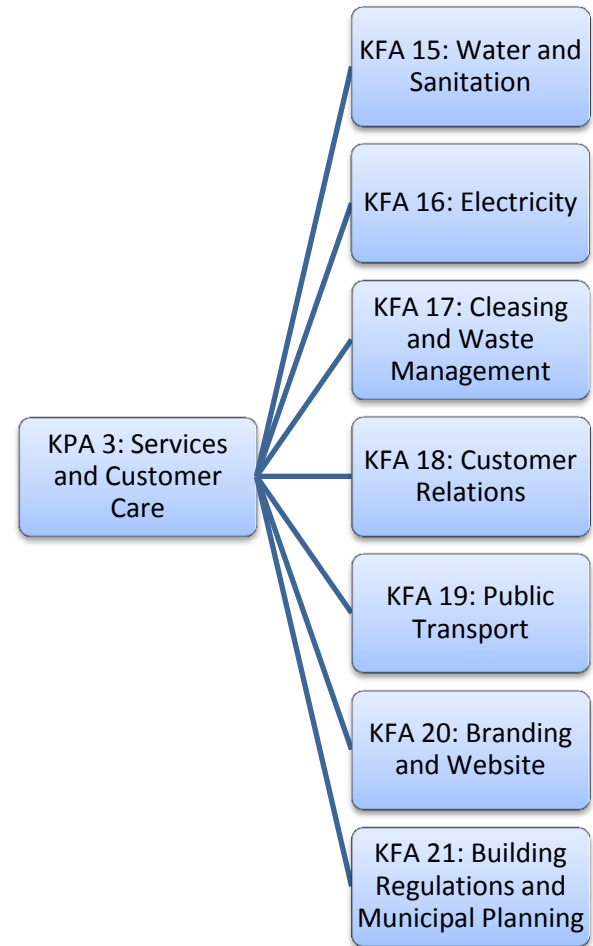 KFA 15: Water and
Sanitation
KFA 16: Electricity
KFA 17: Cleasing
and Waste
Management
KPA 3: Services
and Customer
Care
KFA 18: Customer
Relations
KFA 19: Public
Transport
KFA 20: Branding
and Website
KFA 21: Building
Regulations and
Municipal Planning